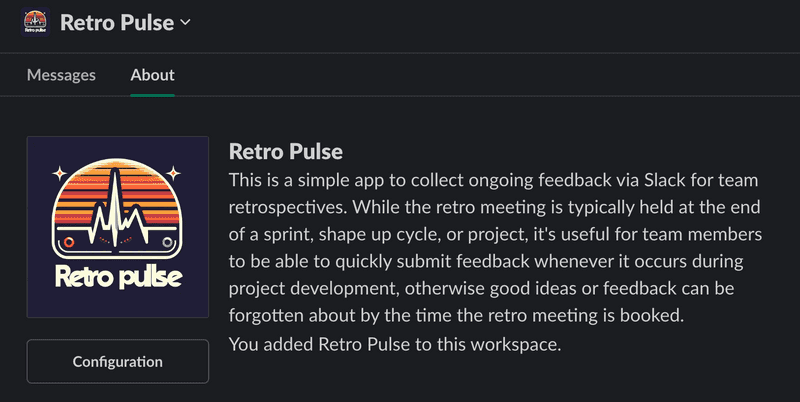 Retro Pulse
Messages About
Retro pulse
Retro Pulse
This is a simple app to collect ongoing feedback via Slack for team
retrospectives. While the retro meeting is typically held at the end
of a sprint, shape up cycle, or project, it's useful for team members
to be able to quickly submit feedback whenever it occurs during
project development, otherwise good ideas or feedback can be
forgotten about by the time the retro meeting is booked.
You added Retro Pulse to this workspace.
Retro pulse
Configuration